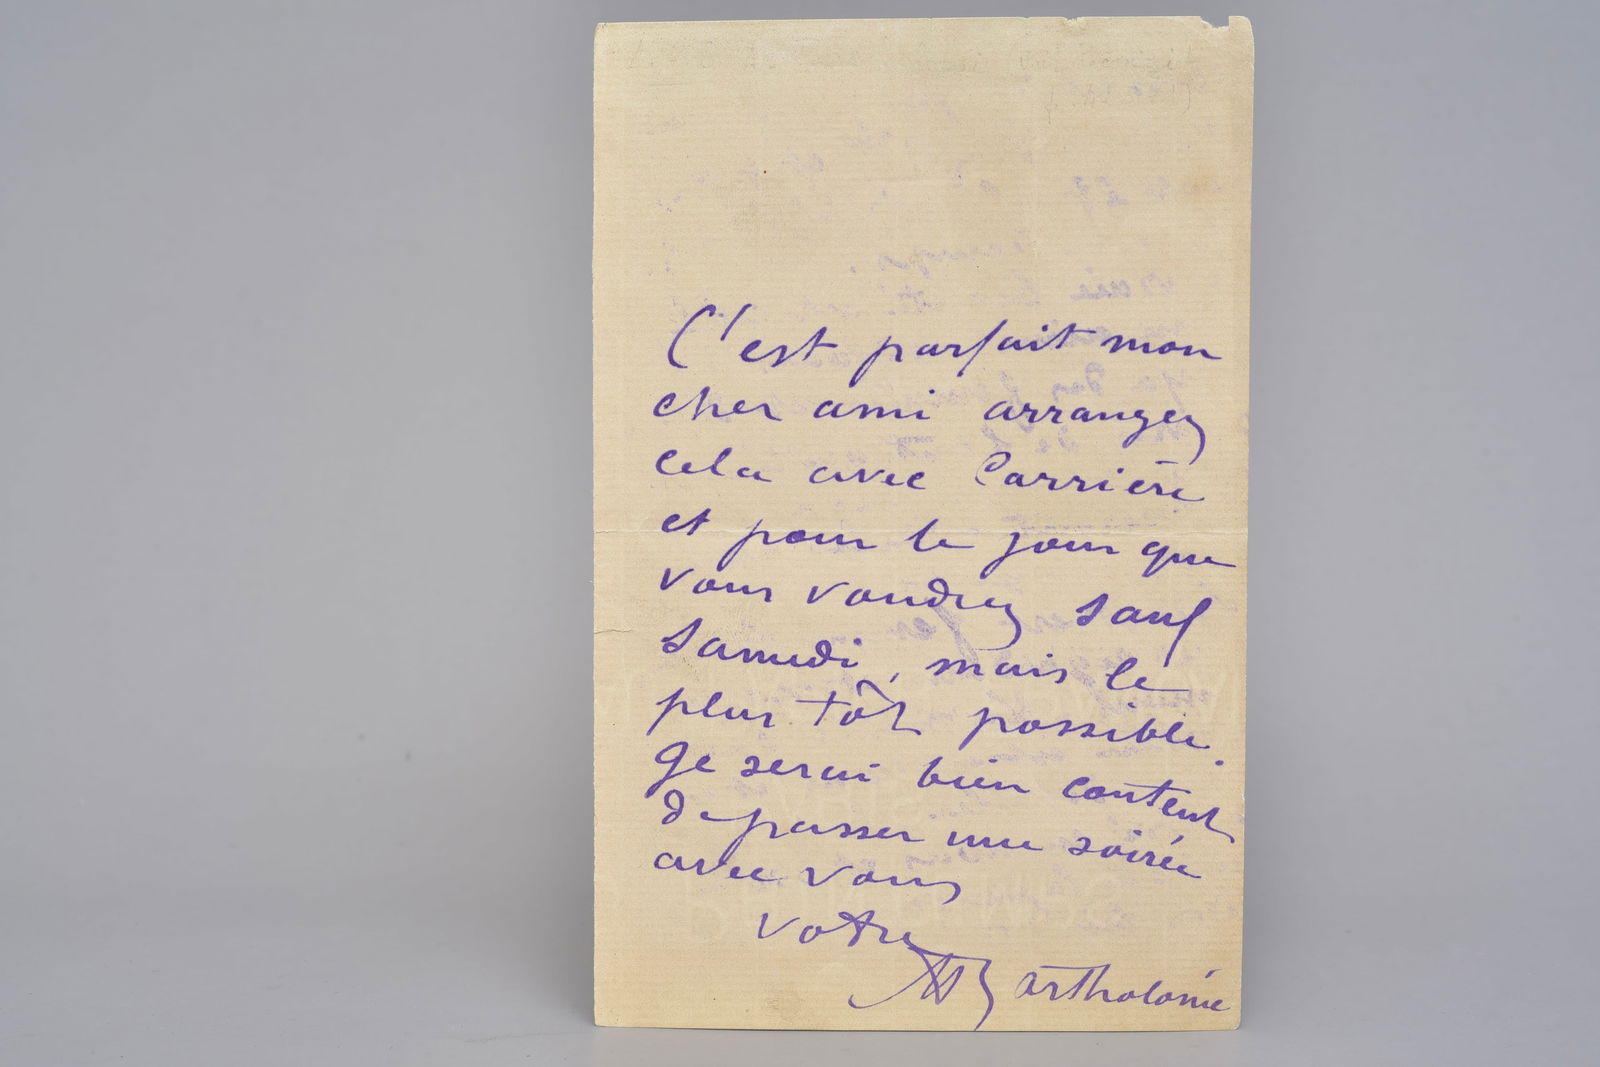 C'est parfait mon
cher ami arrangez
cela avec Carrière
et pour le jour que
vous voudrez sauf
samedi, mais le
plus tôt possible.
Je serai bien content
de passer une soirée
avec vous
votre
ABartholomé